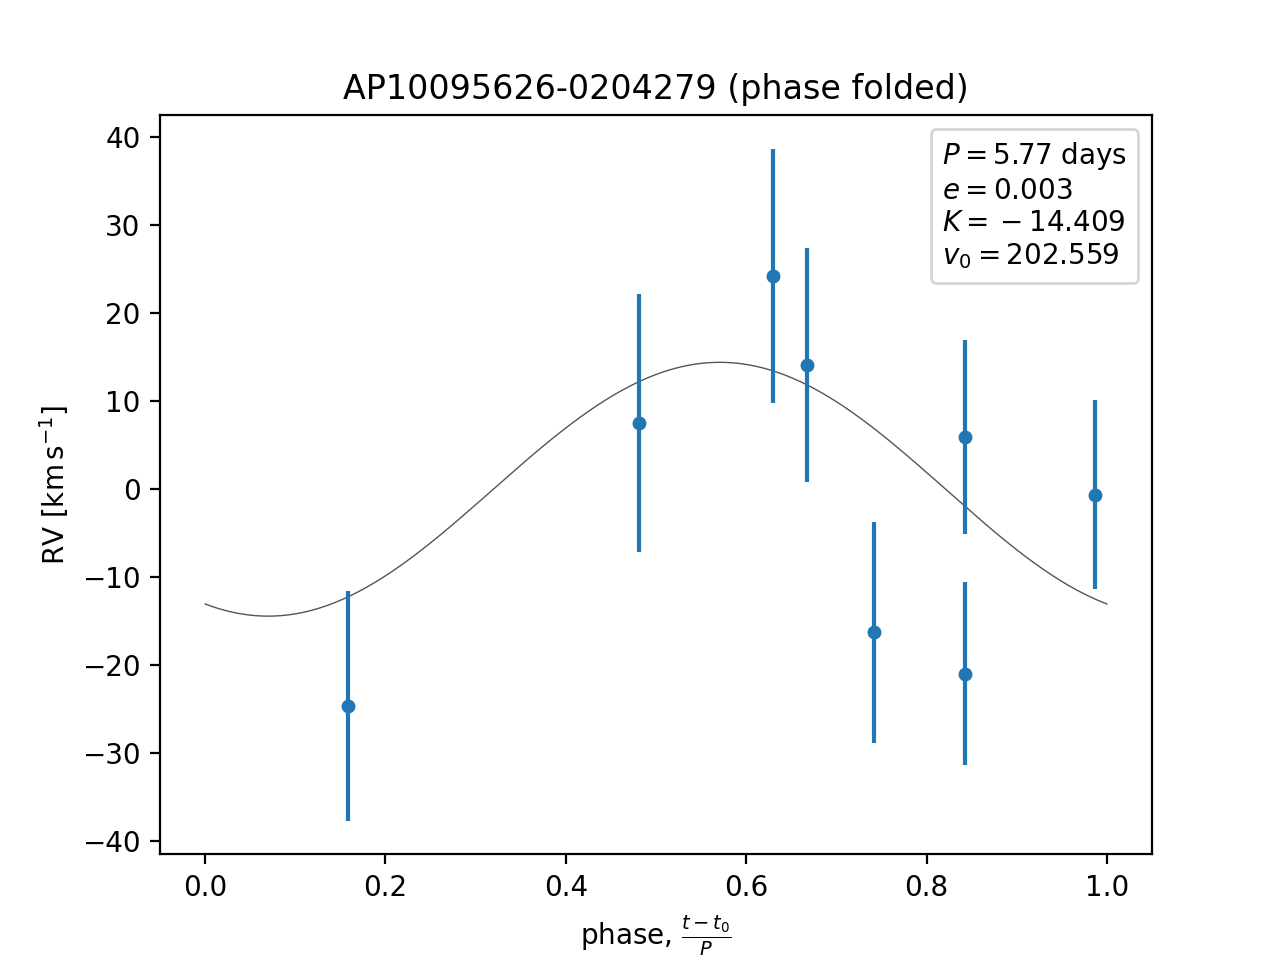 AP10095626-0204279 (phase folded)
P = 5.77 days
e = 0.003
K = −14.409
v₀ = 202.559
40
30
20
10
0
−10
−20
−30
−40
RV [km s⁻¹]
0.0 0.2 0.4 0.6 0.8 1.0
phase, (t − t₀)/P